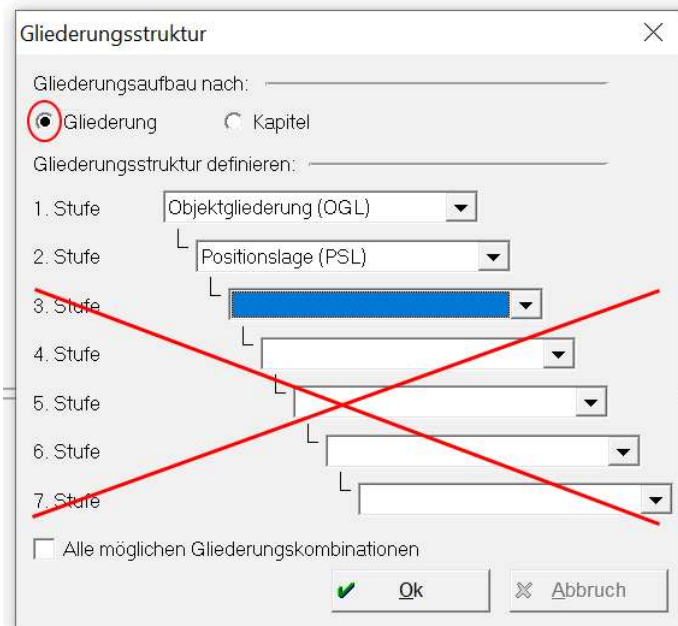 Gliederungsstruktur
Gliederungsaufbau nach:
Gliederung Kapitel
Gliederungsstruktur definieren:
1. Stufe Objektgliederung (OGL)
2. Stufe Positionslage (PSL)
3. Stufe
4. Stufe
5. Stufe
6. Stufe
7. Stufe
Alle möglichen Gliederungskombinationen
Ok Abbruch